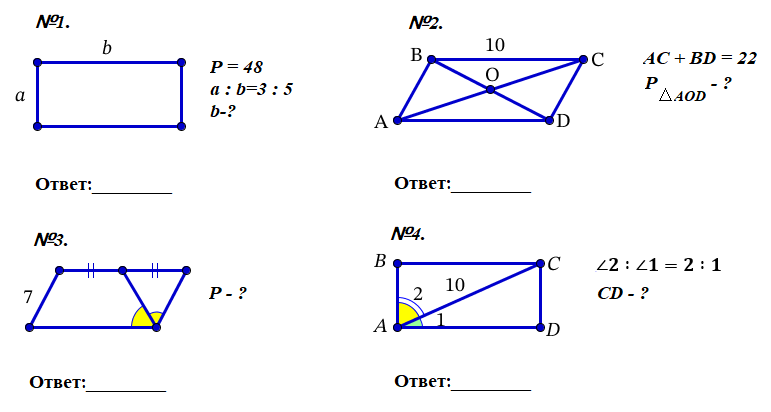 №1.
b
a
P = 48
a : b=3 : 5
b-?
Ответ:_________
№2.
B
10
C
O
A
D
AC + BD = 22
P△AOD - ?
Ответ:_________
№3.
7
P - ?
Ответ:_________
№4.
B
C
2
10
A
1
D
∠2 : ∠1 = 2 : 1
CD - ?
Ответ:_________